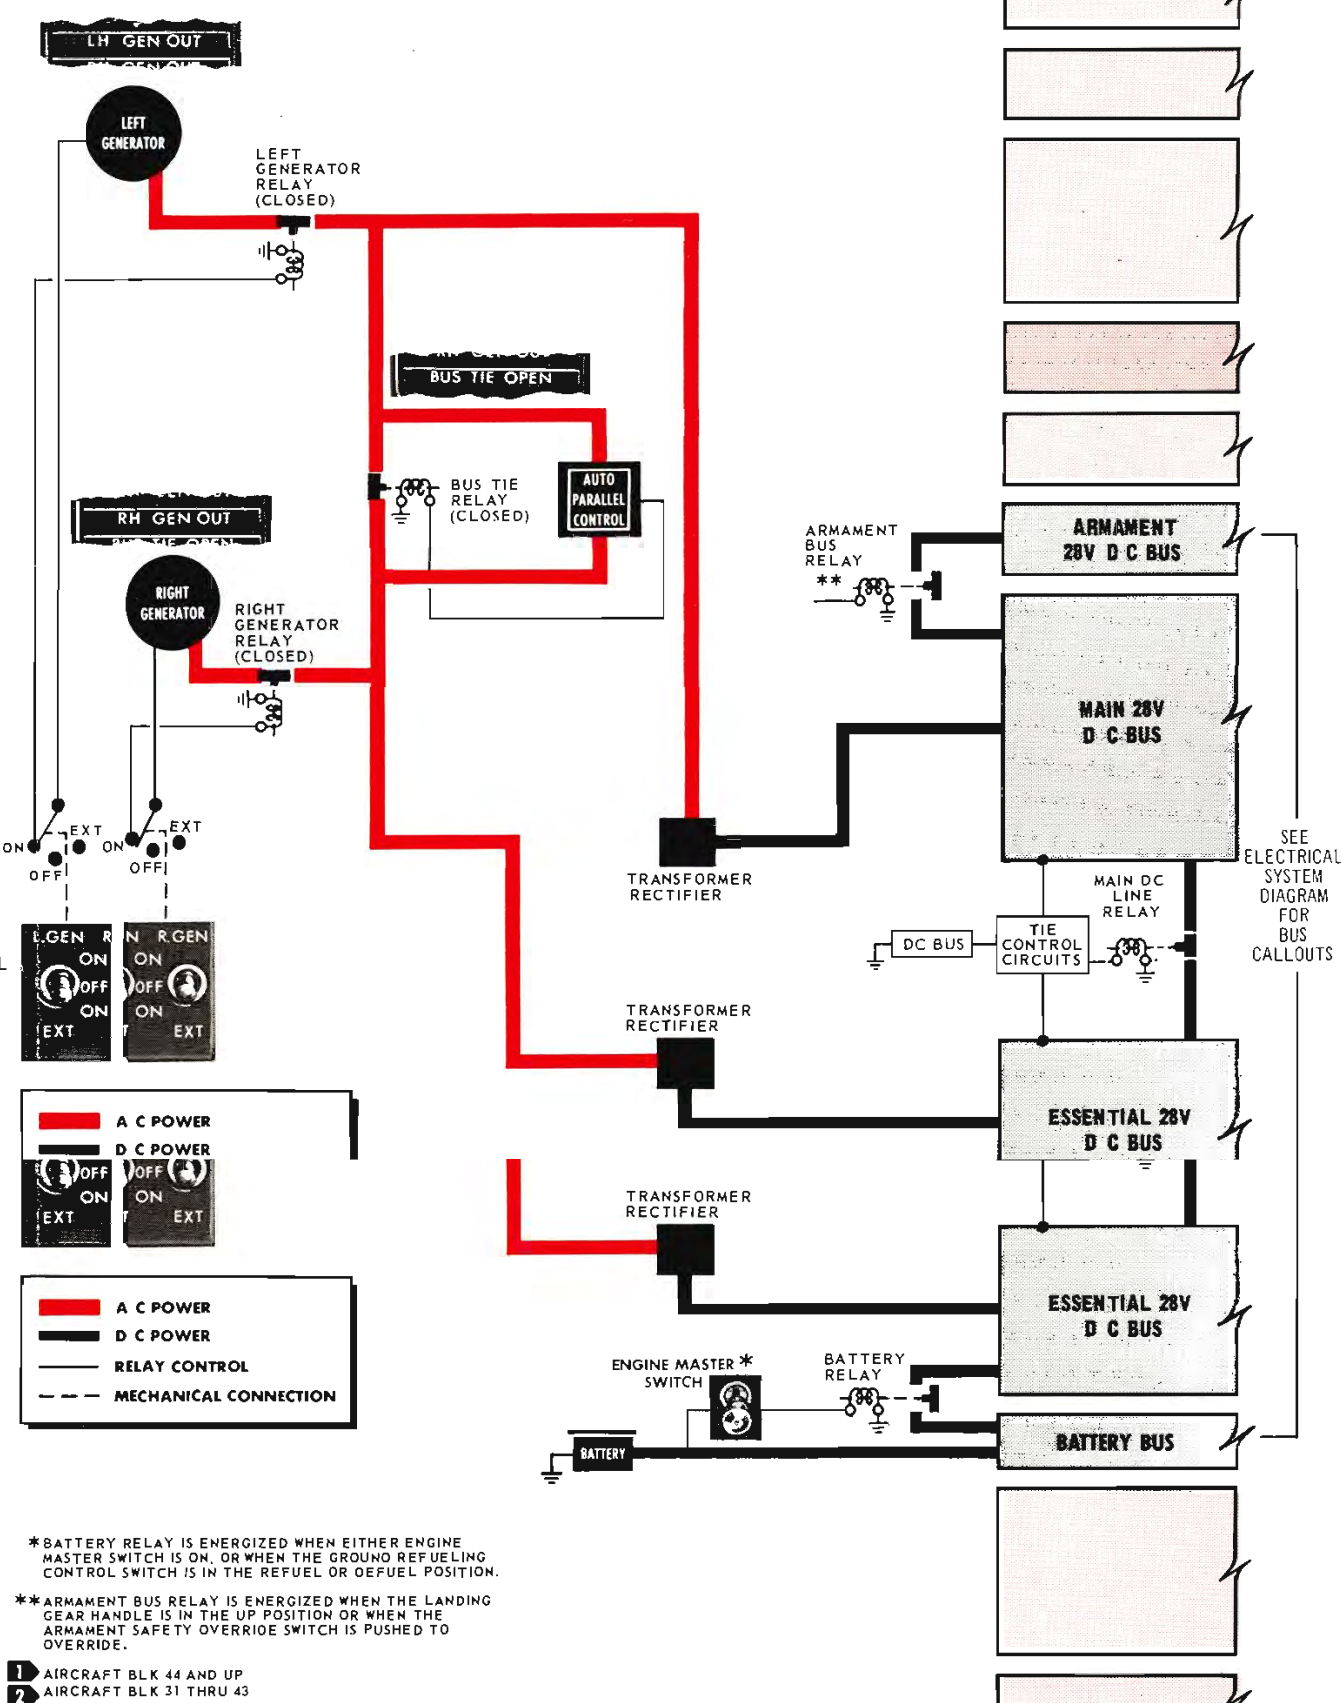 LH GEN OUT
LEFT
GENERATOR
LEFT
GENERATOR
RELAY
(CLOSED)
BUS TIE OPEN
BUS TIE
RELAY
(CLOSED)
AUTO
PARALLEL
CONTROL
RH GEN OUT
BUS TIE OPEN
RIGHT
GENERATOR
RIGHT
GENERATOR
RELAY
(CLOSED)
ARMAMENT
BUS
RELAY
**
ARMAMENT
28V D C BUS
MAIN 28V
D C BUS
ON
OFF
EXT
ON
OFF
EXT
TRANSFORMER
RECTIFIER
MAIN DC
LINE
RELAY
DC BUS
TIE
CONTROL
CIRCUITS
SEE
ELECTRICAL
SYSTEM
DIAGRAM
FOR
BUS
CALLOUTS
L.GEN R N R.GEN
ON ON
OFF OFF
ON ON
EXT T EXT
TRANSFORMER
RECTIFIER
ESSENTIAL 28V
D C BUS
A C POWER
D C POWER
OFF OFF
ON ON
EXT T EXT
TRANSFORMER
RECTIFIER
ESSENTIAL 28V
D C BUS
A C POWER
D C POWER
RELAY CONTROL
MECHANICAL CONNECTION
ENGINE MASTER *
SWITCH
BATTERY
RELAY
BATTERY
BATTERY BUS
*BATTERY RELAY IS ENERGIZED WHEN EITHER ENGINE
MASTER SWITCH IS ON, OR WHEN THE GROUNO REFUELING
CONTROL SWITCH IS IN THE REFUEL OR OEFUEL POSITION.
**ARMAMENT BUS RELAY IS ENERGIZED WHEN THE LANDING
GEAR HANDLE IS IN THE UP POSITION OR WHEN THE
ARMAMENT SAFETY OVERRIOE SWITCH IS PUSHED TO
OVERRIDE.
1 AIRCRAFT BLK 44 AND UP
2 AIRCRAFT BLK 31 THRU 43